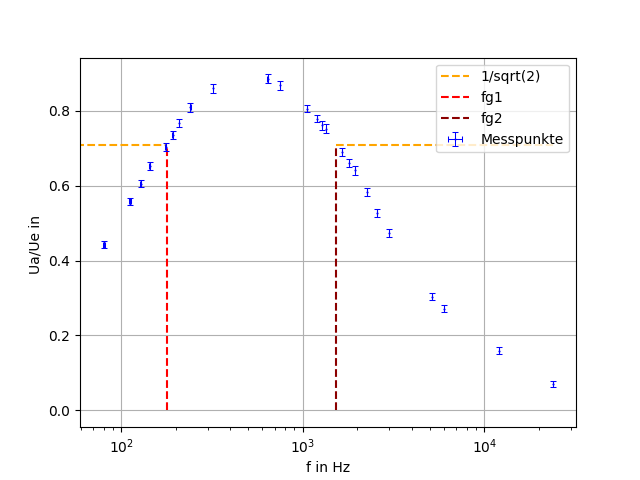 1/sqrt(2)
fg1
fg2
Messpunkte
0.8
0.6
0.4
0.2
0.0
Ua/Ue in
10²
10³
10⁴
f in Hz